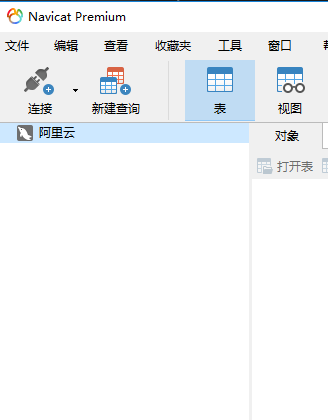 Navicat Premium
文件 编辑 查看 收藏夹 工具 窗口
连接 新建查询 表 视图
阿里云
对象
打开表